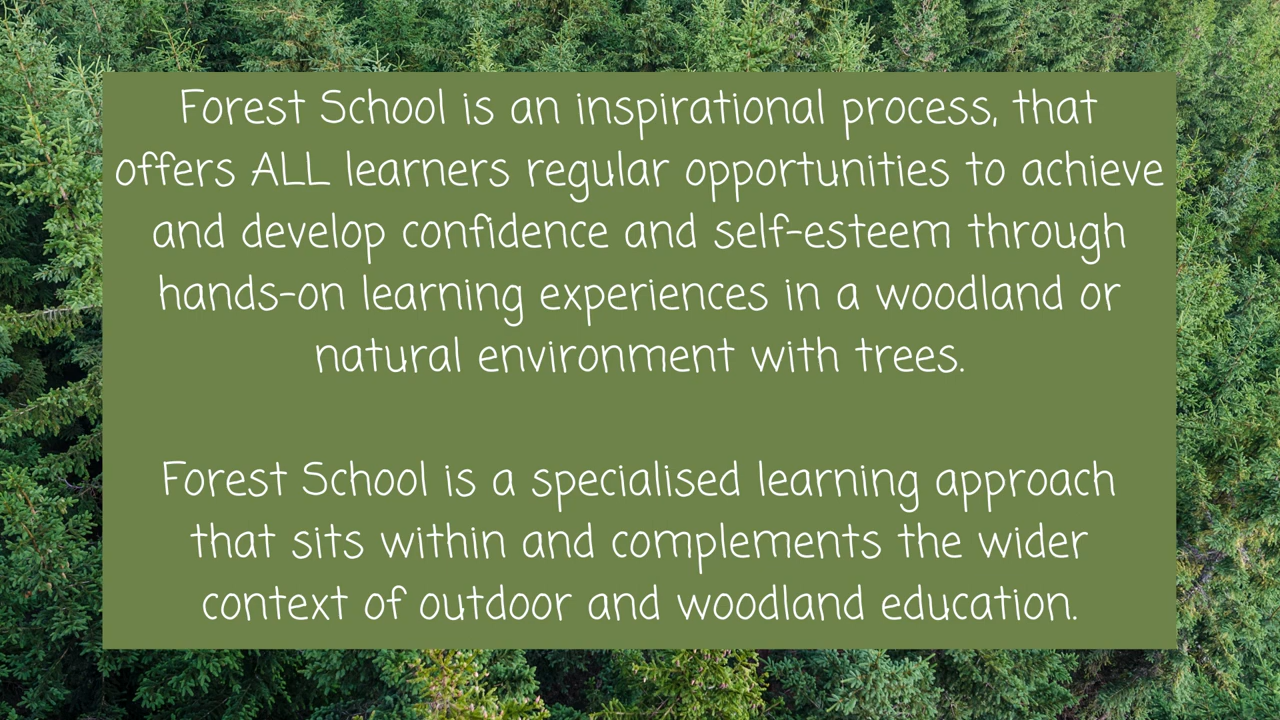 Forest School is an inspirational process, that
offers ALL learners regular opportunities to achieve
and develop confidence and self-esteem through
hands-on learning experiences in a woodland or
natural environment with trees.
Forest School is a specialised learning approach
that sits within and complements the wider
context of outdoor and woodland education.